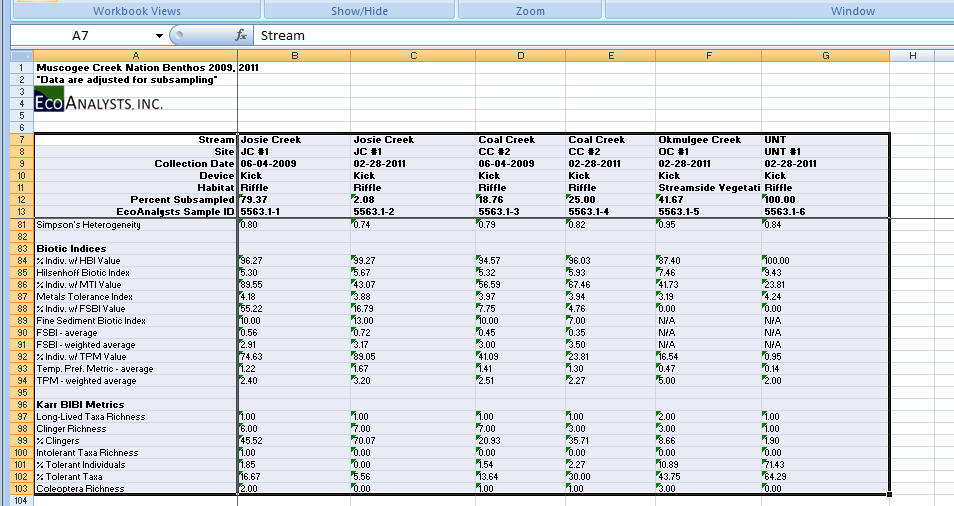 Workbook Views Show/Hide Zoom Window
A7 fx Stream
A B C D E F G H
1 Muscogee Creek Nation Benthos 2009, 2011
2 "Data are adjusted for subsampling"
3
4 ECOANALYSTS, INC.
5
6
7 Stream Josie Creek Josie Creek Coal Creek Coal Creek Okmulgee Creek UNT
8 Site JC #1 JC #1 CC #2 CC #2 OC #1 UNT #1
9 Collection Date 06-04-2009 02-28-2011 06-04-2009 02-28-2011 02-28-2011 02-28-2011
10 Device Kick Kick Kick Kick Kick Kick
11 Habitat Riffle Riffle Riffle Riffle Streamside Vegetati Riffle
12 Percent Subsampled 79.37 2.08 18.76 25.00 41.67 100.00
13 EcoAnalysts Sample ID 5563.1-1 5563.1-2 5563.1-3 5563.1-4 5563.1-5 5563.1-6
81 Simpson's Heterogeneity 0.80 0.74 0.79 0.82 0.95 0.84
82
83 Biotic Indices
84 % Indiv. w/ HBI Value 96.27 99.27 94.57 96.03 87.40 100.00
85 Hilsenhoff Biotic Index 5.30 5.67 5.32 5.93 7.46 9.43
86 % Indiv. w/ MTI Value 89.55 43.07 56.59 67.46 41.73 23.81
87 Metals Tolerance Index 4.18 3.88 3.97 3.94 3.19 4.24
88 % Indiv. w/ FSBI Value 55.22 16.79 7.75 4.76 0.00 0.00
89 Fine Sediment Biotic Index 10.00 13.00 10.00 7.00 N/A N/A
90 FSBI - average 0.56 0.72 0.45 0.35 N/A N/A
91 FSBI - weighted average 2.91 3.17 3.00 3.50 N/A N/A
92 % Indiv. w/ TPM Value 74.63 89.05 41.09 23.81 16.54 0.95
93 Temp. Pref. Metric - average 1.22 1.67 1.41 1.30 0.47 0.14
94 TPM - weighted average 2.40 3.20 2.51 2.27 5.00 2.00
95
96 Karr BIBI Metrics
97 Long-Lived Taxa Richness 1.00 1.00 1.00 1.00 2.00 1.00
98 Clinger Richness 6.00 7.00 7.00 3.00 3.00 1.00
99 % Clingers 45.52 70.07 20.93 35.71 8.66 1.90
100 Intolerant Taxa Richness 1.00 0.00 0.00 0.00 0.00 0.00
101 % Tolerant Individuals 1.85 0.00 1.54 2.27 10.89 71.43
102 % Tolerant Taxa 16.67 5.56 13.64 30.00 43.75 64.29
103 Coleoptera Richness 2.00 0.00 1.00 1.00 3.00 0.00
104